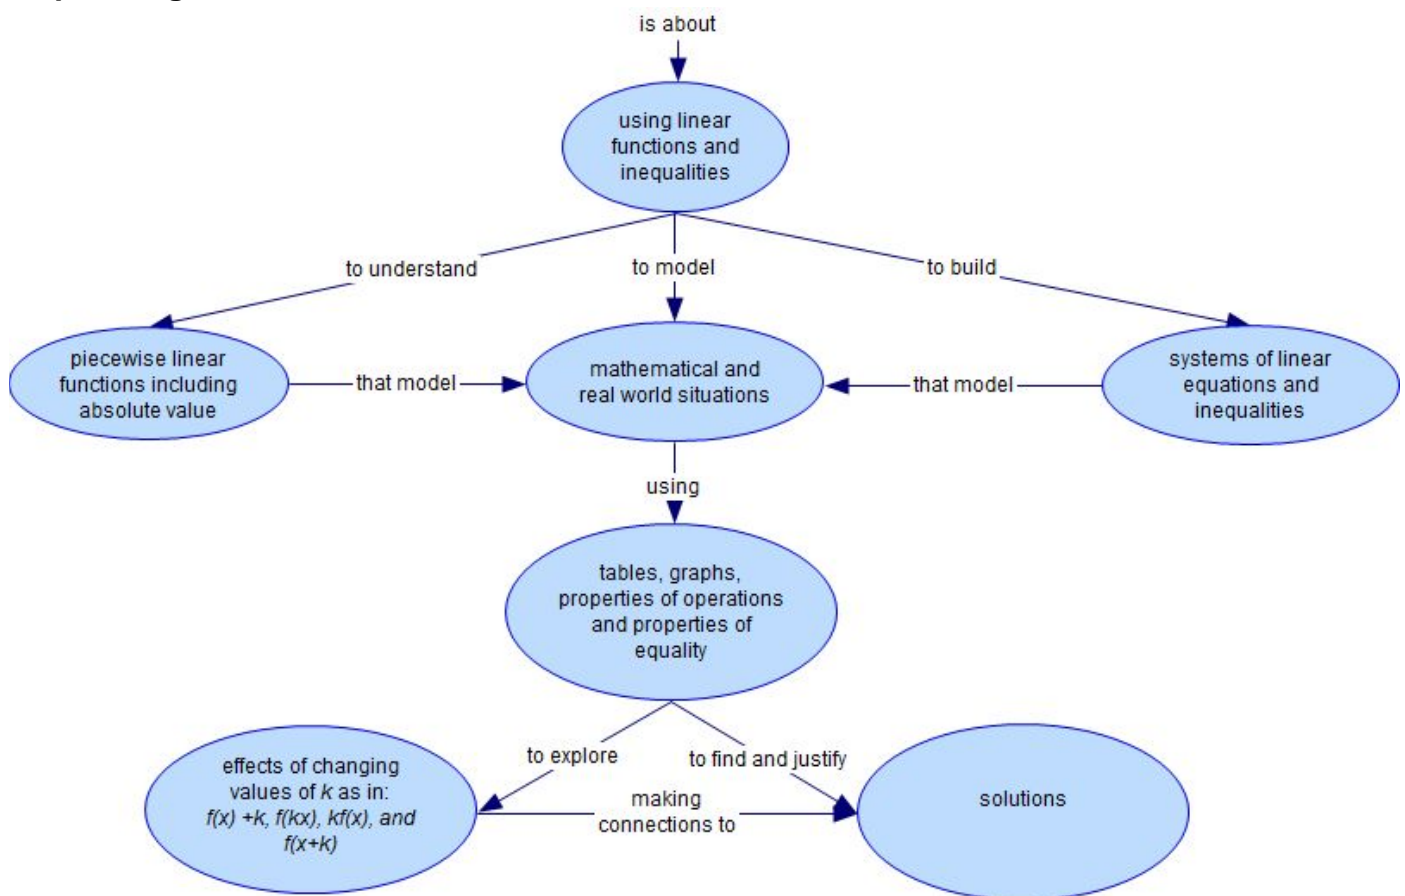 is about
using linear
functions and
inequalities
to understand
to model
to build
piecewise linear
functions including
absolute value
that model
mathematical and
real world situations
that model
systems of linear
equations and
inequalities
using
tables, graphs,
properties of operations
and properties of
equality
to explore
to find and justify
effects of changing
values of k as in:
f(x) +k, f(kx), kf(x), and
f(x+k)
making
connections to
solutions